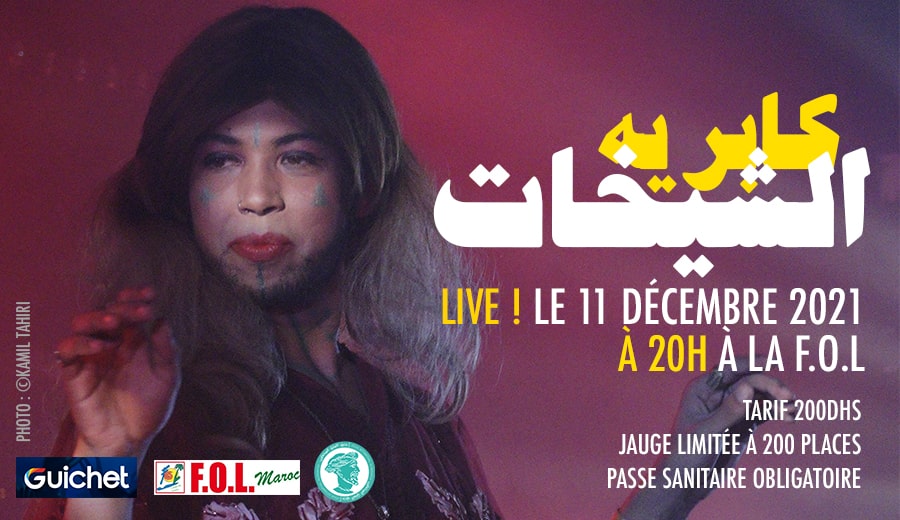 كابريه
الشيخات
LIVE ! LE 11 DÉCEMBRE 2021
À 20H À LA F.O.L
TARIF 200DHS
JAUGE LIMITÉE À 200 PLACES
PASSE SANITAIRE OBLIGATOIRE
PHOTO : ©KAMIL TAHIRI
GUicHET
F.O.L. Maroc